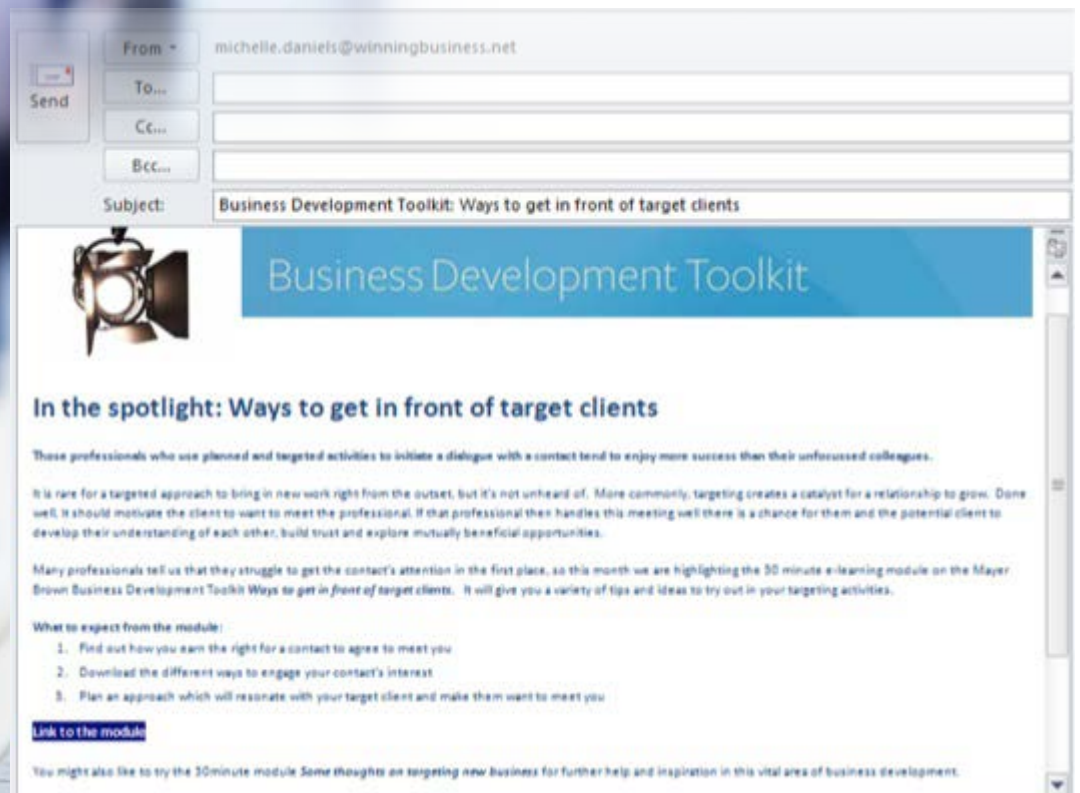 From
michelle.daniels@winningbusiness.net
Send
To...
Cc...
Bcc...
Subject:
Business Development Toolkit: Ways to get in front of target clients
Business Development Toolkit
In the spotlight: Ways to get in front of target clients
Those professionals who use planned and targeted activities to initiate a dialogue with a contact tend to enjoy more success than their unfocussed colleagues.
It is rare for a targeted approach to bring in new work right from the outset, but it's not unheard of. More commonly, targeting creates a catalyst for a relationship to grow. Done
well, it should motivate the client to want to meet the professional. If that professional then handles this meeting well there is a chance for them and the potential client to
develop their understanding of each other, build trust and explore mutually beneficial opportunities.
Many professionals tell us that they struggle to get the contact's attention in the first place, so this month we are highlighting the 30 minute e-learning module on the Mayer
Brown Business Development Toolkit Ways to get in front of target clients. It will give you a variety of tips and ideas to try out in your targeting activities.
What to expect from the module:
1. Find out how you earn the right for a contact to agree to meet you
2. Download the different ways to engage your contact's interest
3. Plan an approach which will resonate with your target client and make them want to meet you
Link to the module
You might also like to try the 30minute module Some thoughts on targeting new business for further help and inspiration in this vital area of business development.